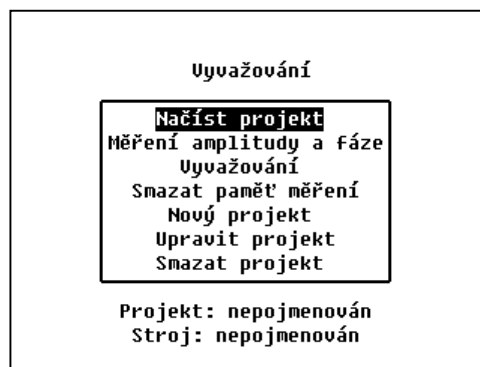 Vyvažování
Načíst projekt
Měření amplitudy a fáze
Vyvažování
Smazat paměť měření
Nový projekt
Upravit projekt
Smazat projekt
Projekt: nepojmenován
Stroj: nepojmenován